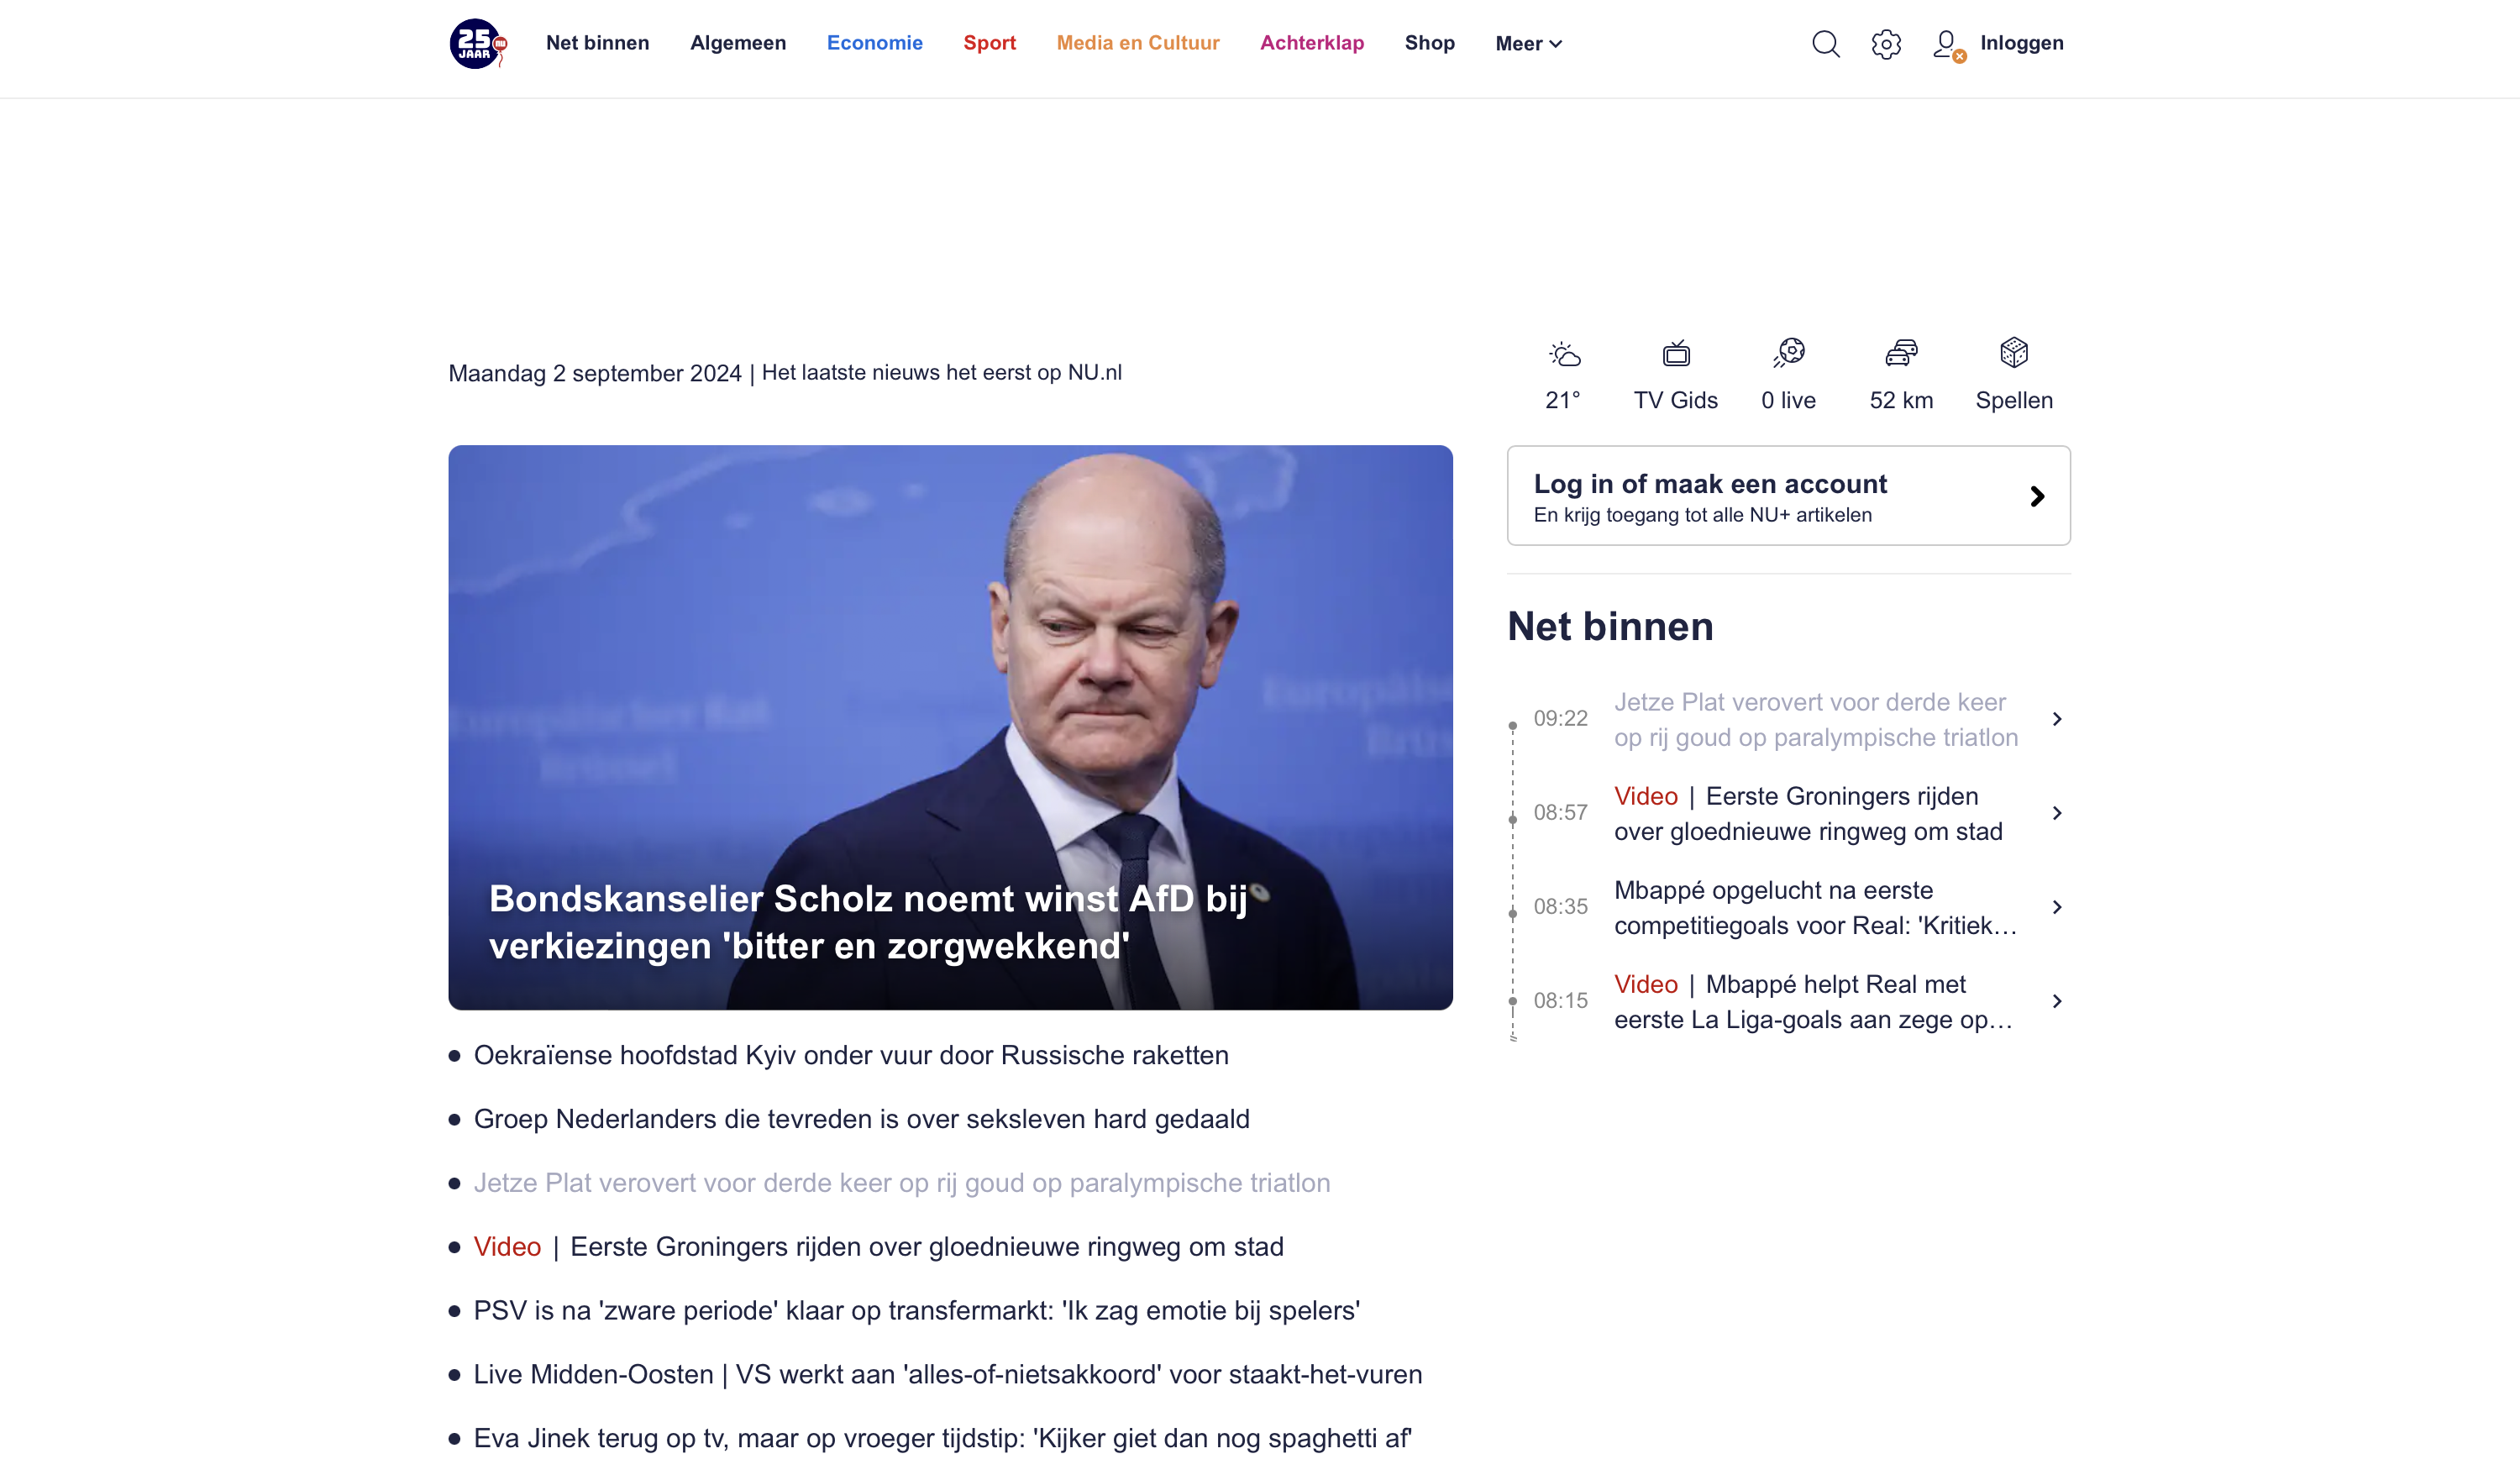 25
JAAR
NU
Net binnen
Algemeen
Economie
Sport
Media en Cultuur
Achterklap
Shop
Meer
Inloggen
Maandag 2 september 2024 | Het laatste nieuws het eerst op NU.nl
21°
TV Gids
0 live
52 km
Spellen
Europäischer Rat
Brüssel
Bondskanselier Scholz noemt winst AfD bij
verkiezingen 'bitter en zorgwekkend'
Oekraïense hoofdstad Kyiv onder vuur door Russische raketten
Groep Nederlanders die tevreden is over seksleven hard gedaald
Jetze Plat verovert voor derde keer op rij goud op paralympische triatlon
Video | Eerste Groningers rijden over gloednieuwe ringweg om stad
PSV is na 'zware periode' klaar op transfermarkt: 'Ik zag emotie bij spelers'
Live Midden-Oosten | VS werkt aan 'alles-of-nietsakkoord' voor staakt-het-vuren
Eva Jinek terug op tv, maar op vroeger tijdstip: 'Kijker giet dan nog spaghetti af'
Log in of maak een account
En krijg toegang tot alle NU+ artikelen
Net binnen
09:22
Jetze Plat verovert voor derde keer
op rij goud op paralympische triatlon
08:57
Video | Eerste Groningers rijden
over gloednieuwe ringweg om stad
08:35
Mbappé opgelucht na eerste
competitiegoals voor Real: 'Kritiek…
08:15
Video | Mbappé helpt Real met
eerste La Liga-goals aan zege op…